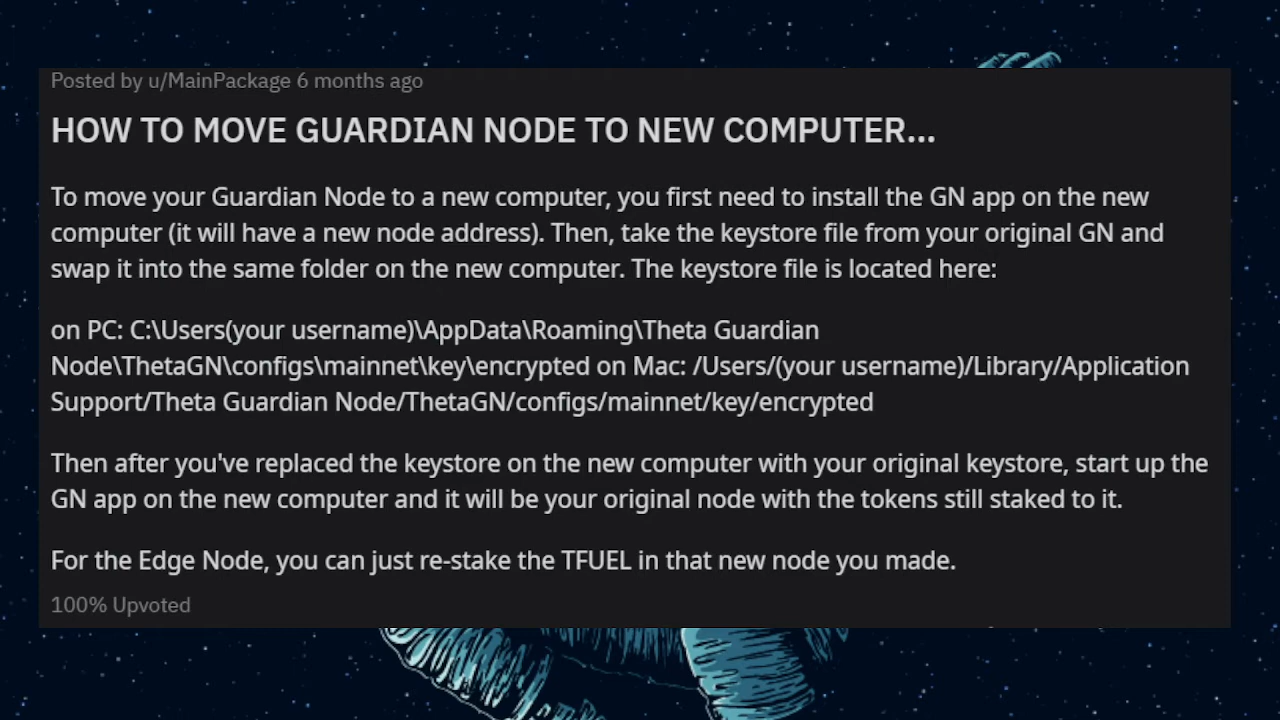 Posted by u/MainPackage 6 months ago
HOW TO MOVE GUARDIAN NODE TO NEW COMPUTER...
To move your Guardian Node to a new computer, you first need to install the GN app on the new
computer (it will have a new node address). Then, take the keystore file from your original GN and
swap it into the same folder on the new computer. The keystore file is located here:
on PC: C:\Users(your username)\AppData\Roaming\Theta Guardian
Node\ThetaGN\configs\mainnet\key\encrypted on Mac: /Users/(your username)/Library/Application
Support/Theta Guardian Node/ThetaGN/configs/mainnet/key/encrypted
Then after you've replaced the keystore on the new computer with your original keystore, start up the
GN app on the new computer and it will be your original node with the tokens still staked to it.
For the Edge Node, you can just re-stake the TFUEL in that new node you made.
100% Upvoted